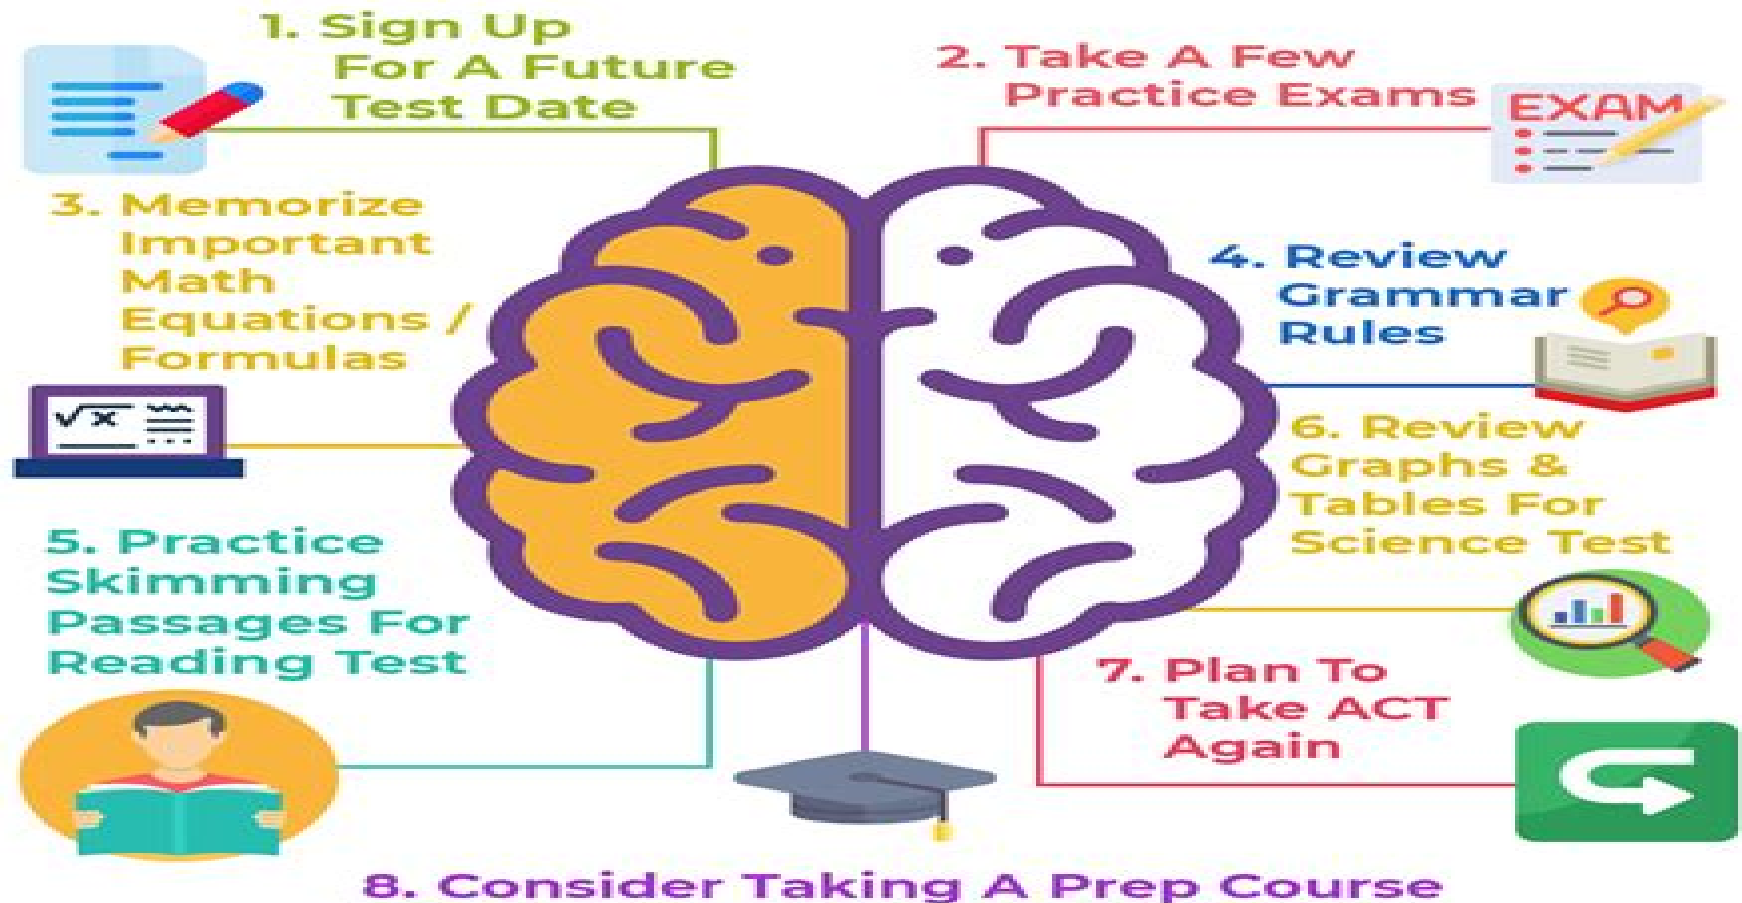 1. Sign Up
For A Future
Test Date
2. Take A Few
Practice Exams
EXAM
3. Memorize
Important
Math
Equations /
Formulas
√x
4. Review
Grammar
Rules
5. Practice
Skimming
Passages For
Reading Test
6. Review
Graphs &
Tables For
Science Test
7. Plan To
Take ACT
Again
8. Consider Taking A Prep Course